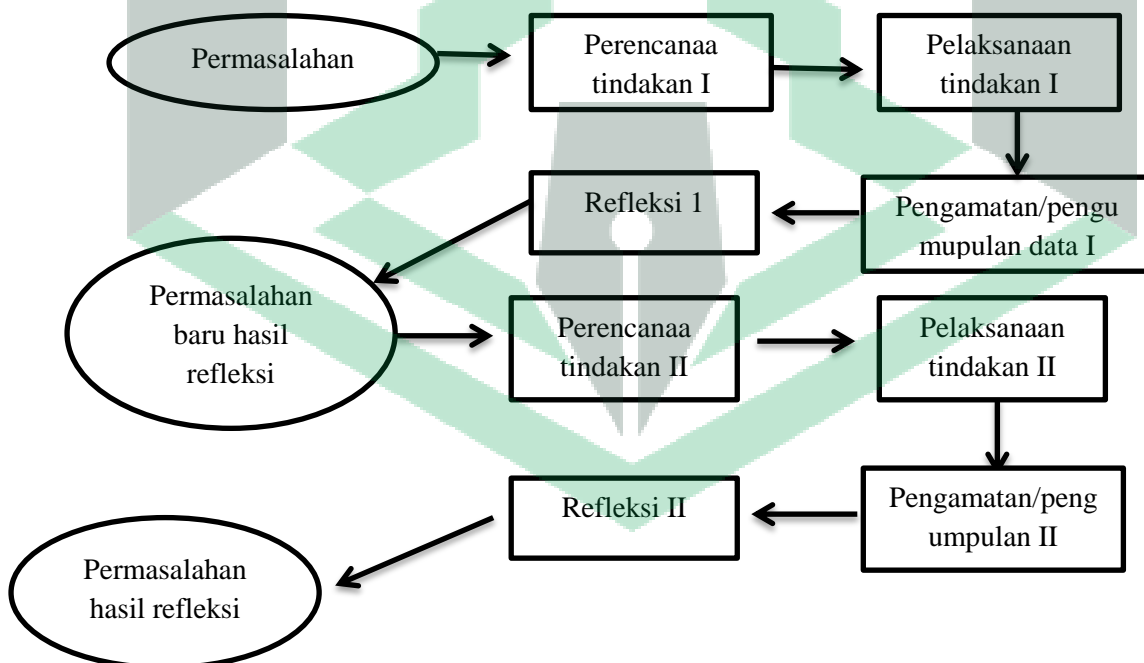 Permasalahan
Perencanaa
tindakan I
Pelaksanaan
tindakan I
Pengamatan/pengu
mupulan data I
Refleksi 1
Permasalahan
baru hasil
refleksi
Perencanaa
tindakan II
Pelaksanaan
tindakan II
Pengamatan/peng
umpulan II
Refleksi II
Permasalahan
hasil refleksi